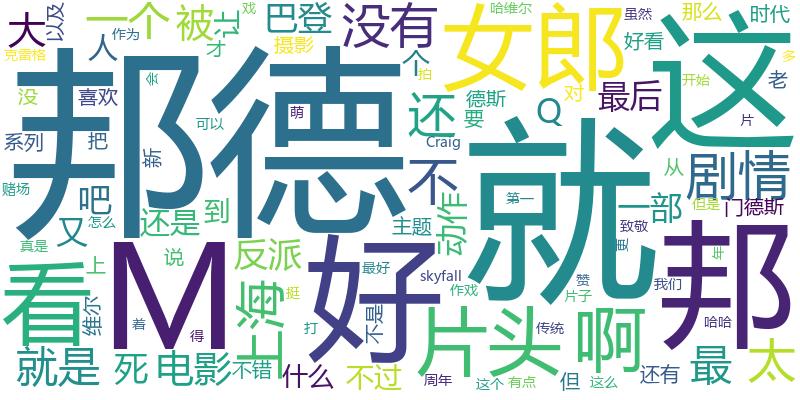 以及
大
一个
被
让
戏
巴登
没有
哈维尔
虽然
那么
时代
克雷格
作为
人
才
摄影
个
女郎
好看
这
多
没
喜欢
邦德
会
萌
还
德斯
要
Q
对
最后
开始
老
片
系列
把
新
可以
Craig
不
就
第一
从
剧情
赌场
吧
又
还是
到
动作
主题
一部
门德斯
但是
怎么
真是
看
M
上
说
反派
好
最好
skyfall
作戏
致敬
更
邦
年
维尔
上海
挺
不是
片头
赞
片子
啊
我们
哈哈
着
得
打
传统
就是
死
电影
不错
什么
不过
周年
这个
有点
但
这么
还有
最
太
拍